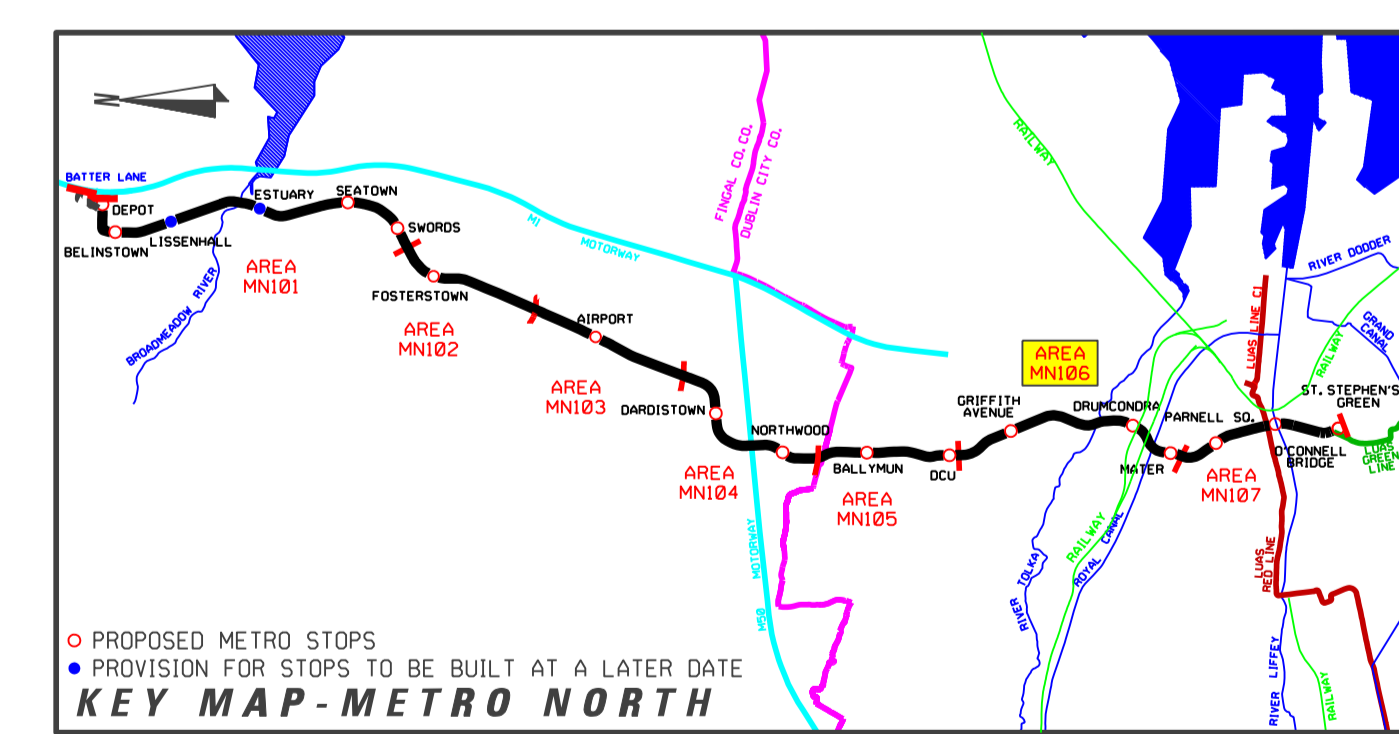 BATTER LANE
DEPOT
BELINSTOWN
LISSENHALL
ESTUARY
SEATOWN
SWORDS
BROADMEADOW RIVER
AREA
MN101
FOSTERSTOWN
AREA
MN102
AIRPORT
AREA
MN103
M1
MOTORWAY
FINGAL CO. CO.
DUBLIN CITY CO.
DARDISTOWN
NORTHWOOD
AREA
MN104
MOTORWAY
M50
BALLYMUN
AREA
MN105
DCU
GRIFFITH
AVENUE
AREA
MN106
DRUMCONDRA
MATER
PARNELL SQ.
AREA
MN107
O'CONNELL
BRIDGE
ST. STEPHEN'S
GREEN
LUAS
GREEN
LINE
RAILWAY
RIVER DODDER
GRAND
CANAL
RAILWAY
LUAS LINE C1
LUAS
RED LINE
RIVER TOLKA
RAILWAY
ROYAL CANAL
RIVER LIFFEY
RAILWAY
PROPOSED METRO STOPS
PROVISION FOR STOPS TO BE BUILT AT A LATER DATE
KEY MAP-METRO NORTH